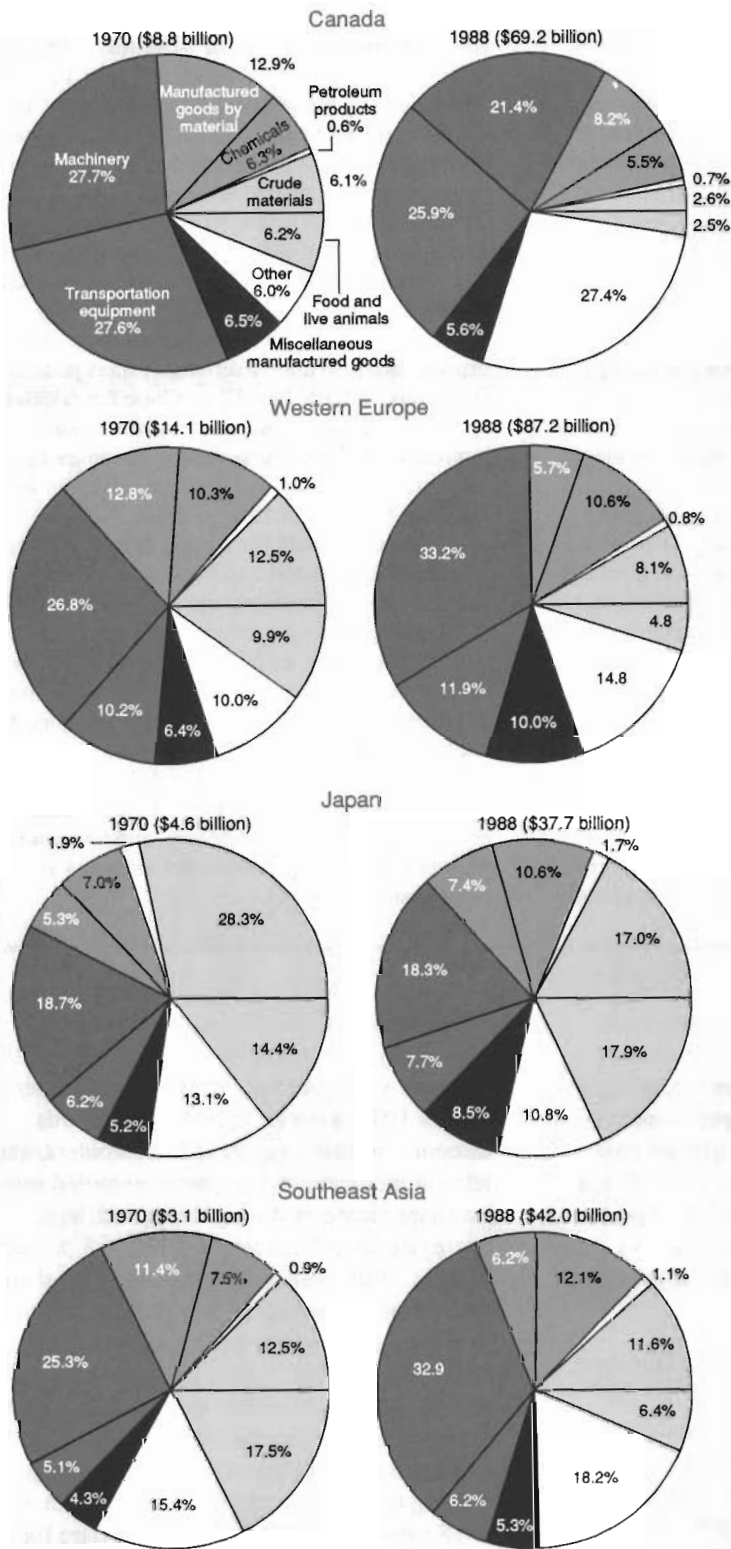 Canada
1970 ($8.8 billion)
1988 ($69.2 billion)
12.9%
Manufactured
goods by
material
Petroleum
products
0.6%
Chemicals
6.3%
Machinery
27.7%
Crude
materials
6.1%
6.2%
Other
6.0%
Transportation
equipment
27.6%
6.5%
Food and
live animals
Miscellaneous
manufactured goods
21.4%
8.2%
5.5%
0.7%
2.6%
2.5%
25.9%
27.4%
5.6%
Western Europe
1970 ($14.1 billion)
1988 ($87.2 billion)
12.8%
10.3%
1.0%
12.5%
26.8%
9.9%
10.2%
6.4%
10.0%
5.7%
10.6%
0.8%
33.2%
8.1%
4.8
11.9%
10.0%
14.8
Japan
1970 ($4.6 billion)
1988 ($37.7 billion)
1.9%
7.0%
5.3%
28.3%
18.7%
14.4%
6.2%
5.2%
13.1%
7.4%
10.6%
1.7%
18.3%
17.0%
17.9%
7.7%
8.5%
10.8%
Southeast Asia
1970 ($3.1 billion)
1988 ($42.0 billion)
11.4%
7.5%
0.9%
25.3%
12.5%
17.5%
5.1%
4.3%
15.4%
6.2%
12.1%
1.1%
32.9
11.6%
6.4%
6.2%
5.3%
18.2%